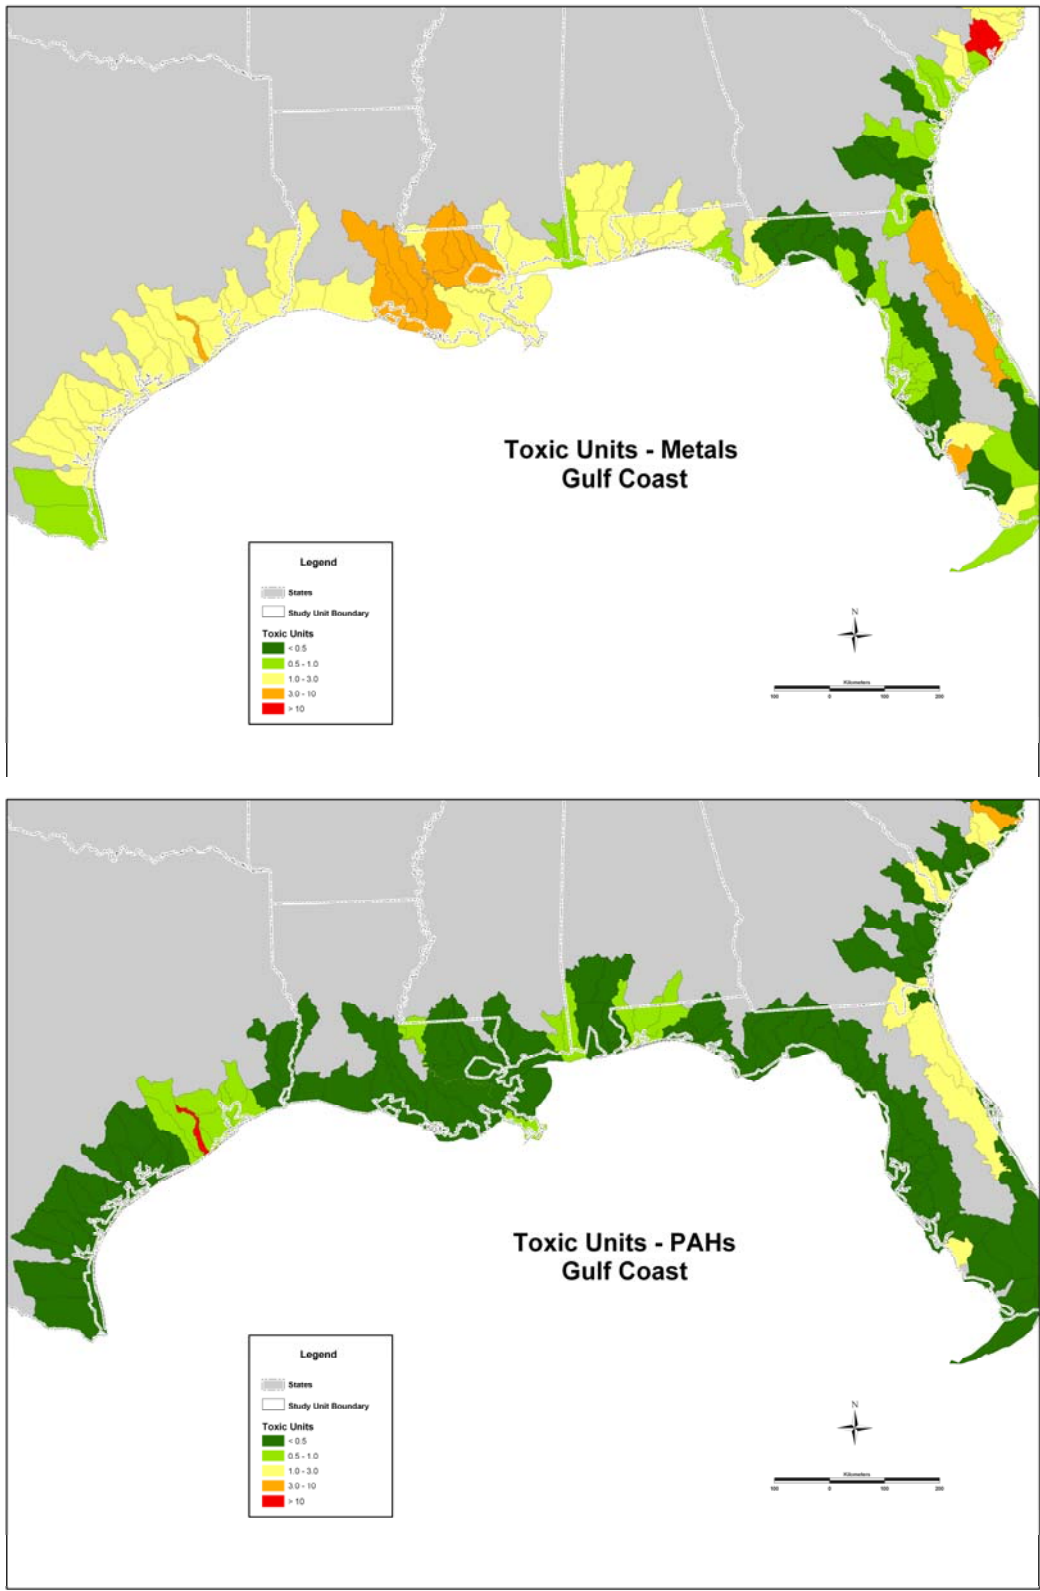 Toxic Units - Metals
Gulf Coast
Legend
States
Study Unit Boundary
Toxic Units
< 0.5
0.5 - 1.0
1.0 - 3.0
3.0 - 10
> 10
N
Kilometers
100 0 100 200
Toxic Units - PAHs
Gulf Coast
Legend
States
Study Unit Boundary
Toxic Units
< 0.5
0.5 - 1.0
1.0 - 3.0
3.0 - 10
> 10
N
Kilometers
100 0 100 200